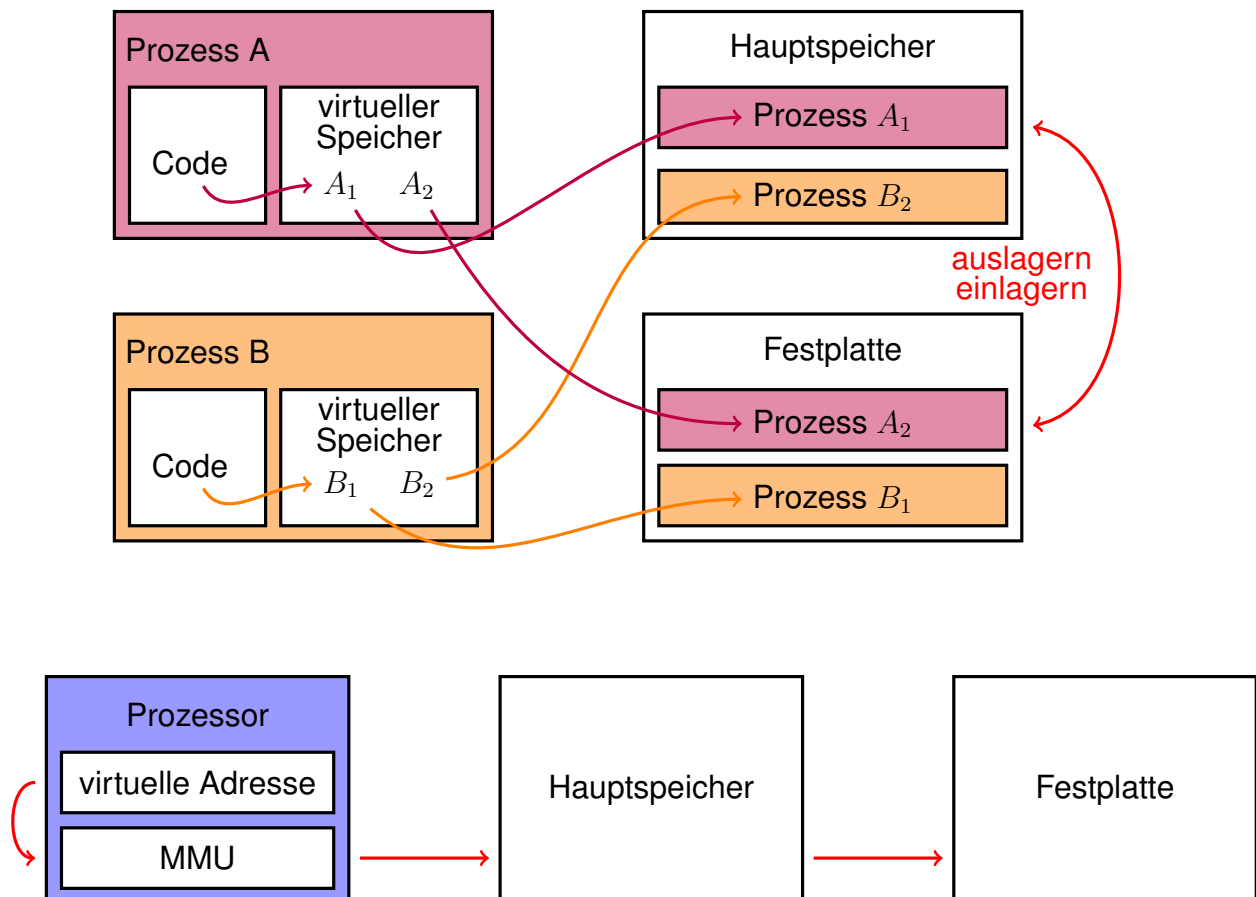 Prozess A
Code
virtueller
Speicher
A₁ A₂
Hauptspeicher
Prozess A₁
Prozess B₂
auslagern
einlagern
Prozess B
Code
virtueller
Speicher
B₁ B₂
Festplatte
Prozess A₂
Prozess B₁
Prozessor
virtuelle Adresse
MMU
Hauptspeicher
Festplatte